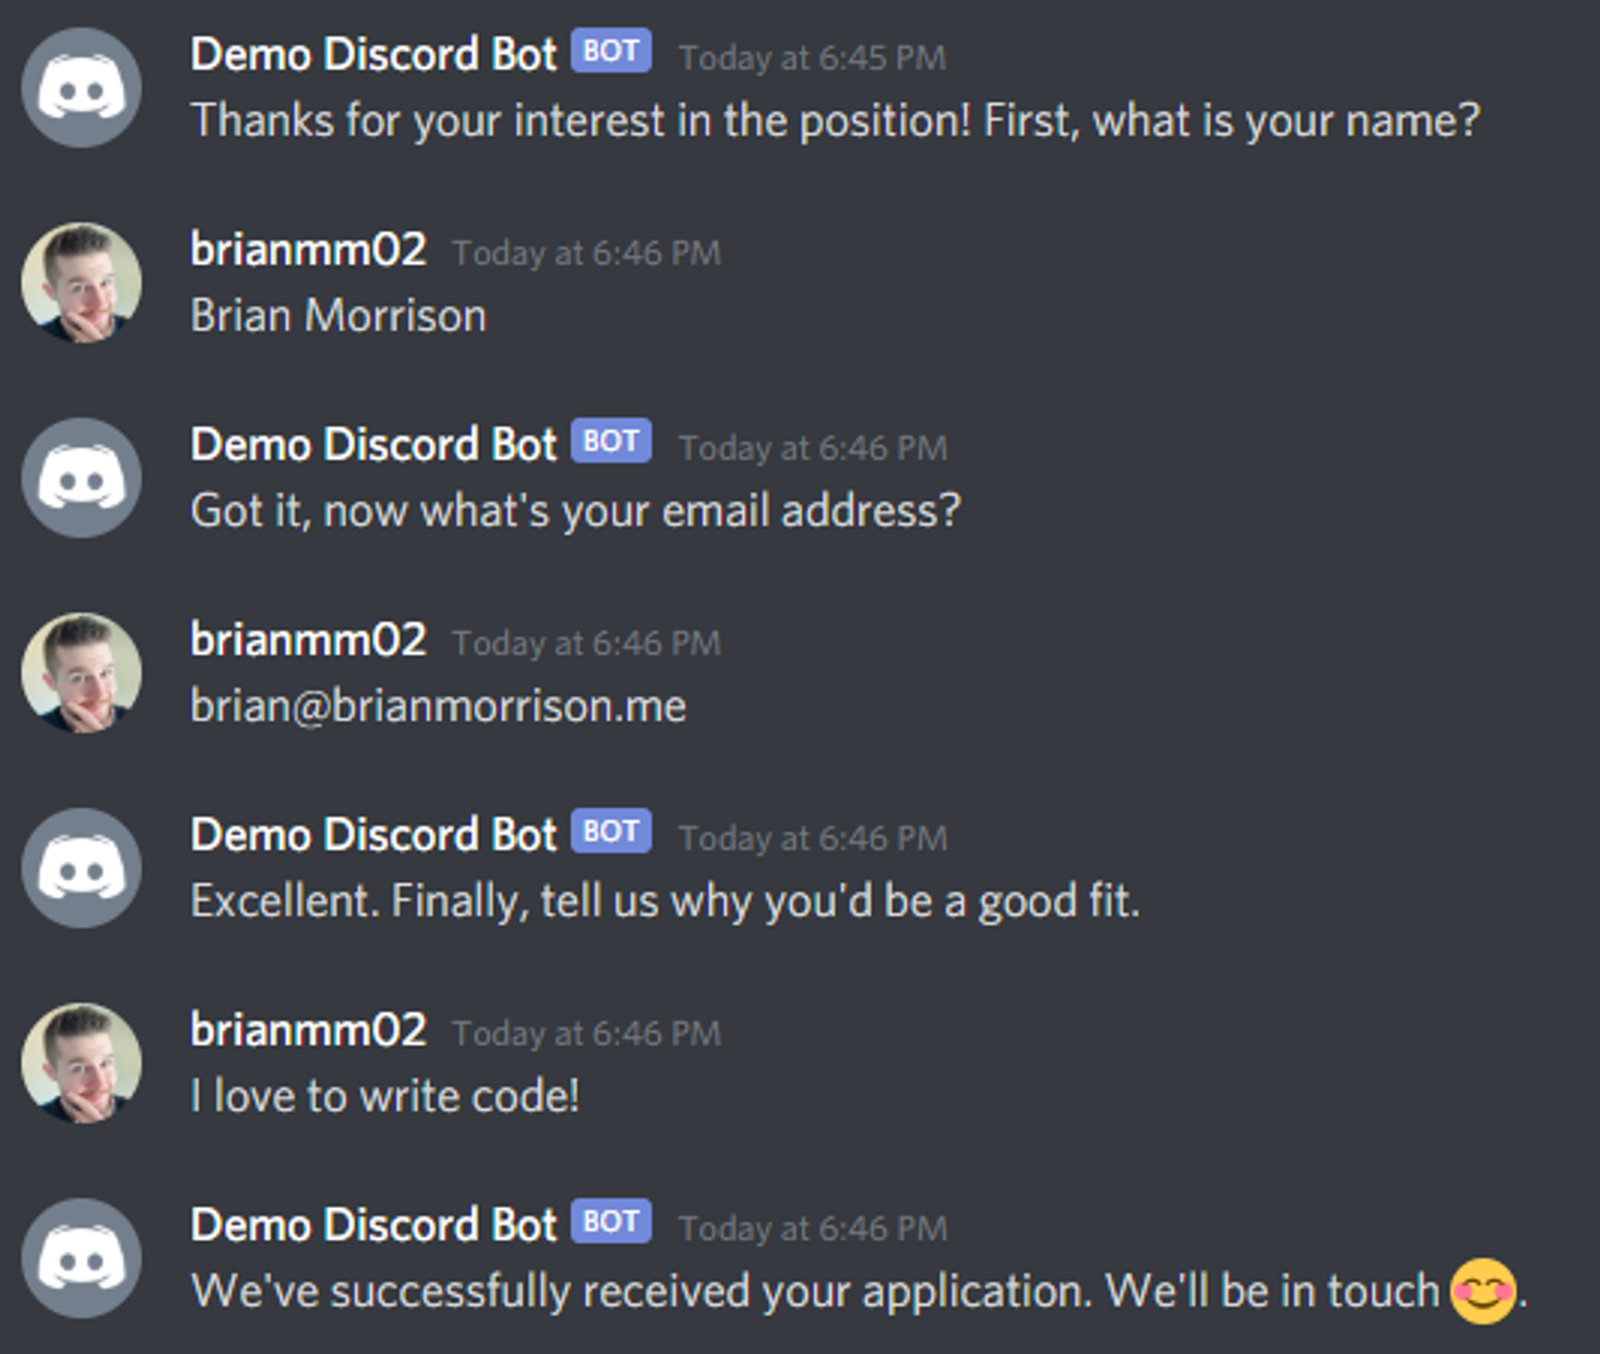 Demo Discord Bot BOT Today at 6:45 PM
Thanks for your interest in the position! First, what is your name?
brianmm02 Today at 6:46 PM
Brian Morrison
Demo Discord Bot BOT Today at 6:46 PM
Got it, now what's your email address?
brianmm02 Today at 6:46 PM
brian@brianmorrison.me
Demo Discord Bot BOT Today at 6:46 PM
Excellent. Finally, tell us why you'd be a good fit.
brianmm02 Today at 6:46 PM
I love to write code!
Demo Discord Bot BOT Today at 6:46 PM
We've successfully received your application. We'll be in touch 😊.